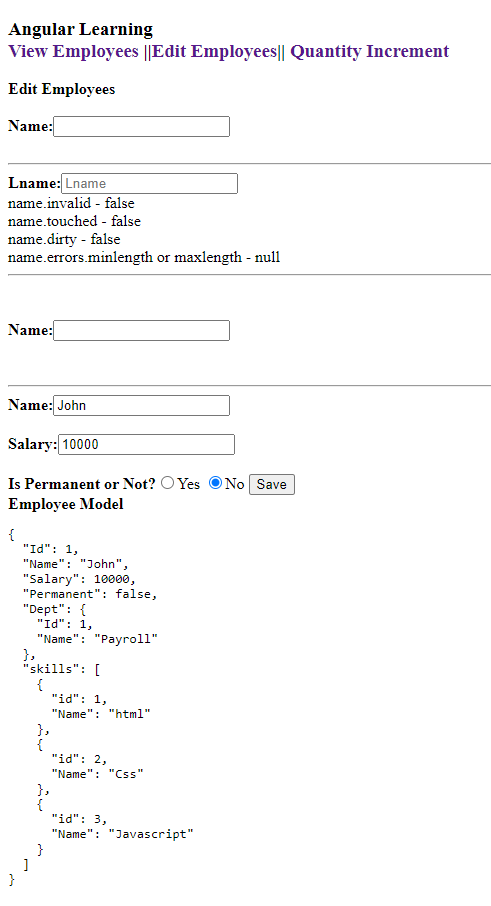 Angular Learning
View Employees ||Edit Employees|| Quantity Increment
Edit Employees
Name:
Lname: Lname
name.invalid - false
name.touched - false
name.dirty - false
name.errors.minlength or maxlength - null
Name:
Name: John
Salary: 10000
Is Permanent or Not? Yes No Save
Employee Model
{
  "Id": 1,
  "Name": "John",
  "Salary": 10000,
  "Permanent": false,
  "Dept": {
    "Id": 1,
    "Name": "Payroll"
  },
  "skills": [
    {
      "id": 1,
      "Name": "html"
    },
    {
      "id": 2,
      "Name": "Css"
    },
    {
      "id": 3,
      "Name": "Javascript"
    }
  ]
}